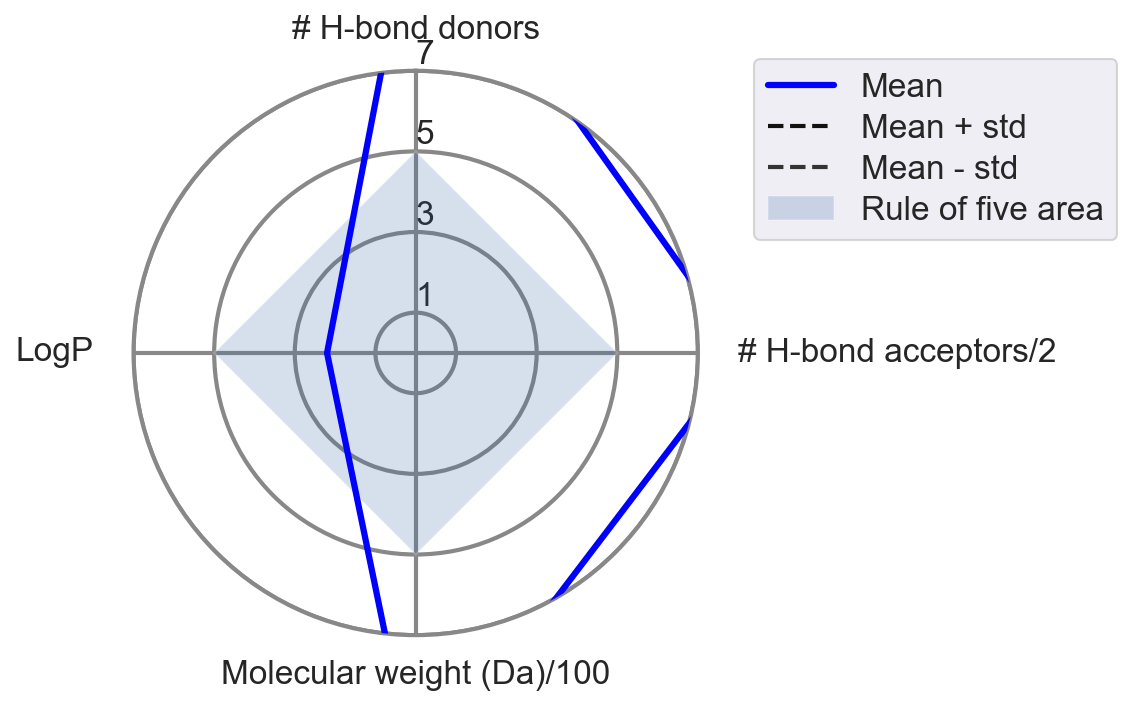 # H-bond donors
7
5
3
1
LogP
# H-bond acceptors/2
Molecular weight (Da)/100
Mean
Mean + std
Mean - std
Rule of five area